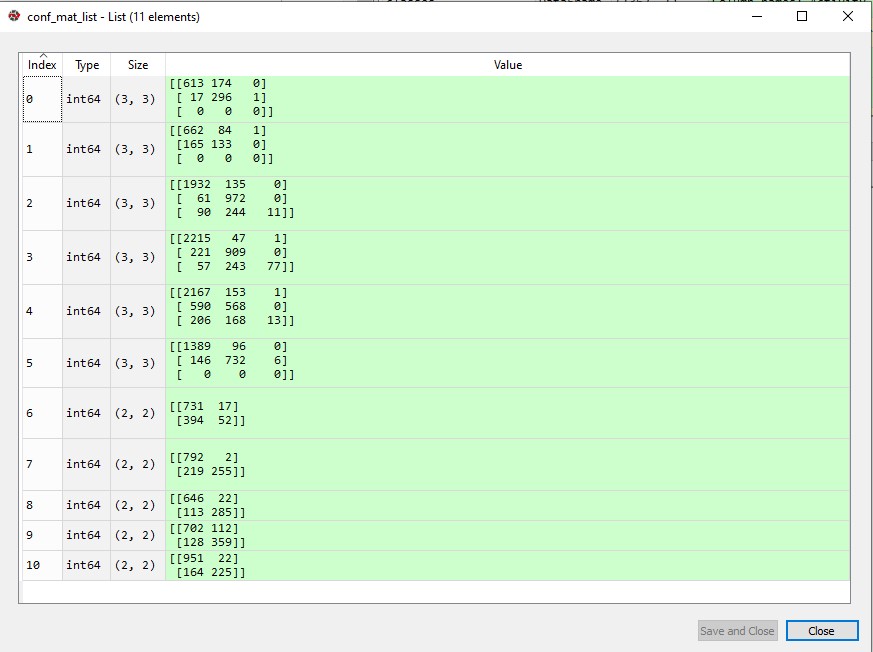 conf_mat_list - List (11 elements)
Index Type Size Value
0 int64 (3, 3) [[613 174   0]
[ 17 296   1]
[  0   0   0]]
1 int64 (3, 3) [[662  84   1]
[165 133   0]
[  0   0   0]]
2 int64 (3, 3) [[1932  135    0]
[  61  972    0]
[  90  244   11]]
3 int64 (3, 3) [[2215   47    1]
[ 221  909    0]
[  57  243   77]]
4 int64 (3, 3) [[2167  153    1]
[ 590  568    0]
[ 206  168   13]]
5 int64 (3, 3) [[1389   96    0]
[ 146  732    6]
[   0    0    0]]
6 int64 (2, 2) [[731  17]
[394  52]]
7 int64 (2, 2) [[792   2]
[219 255]]
8 int64 (2, 2) [[646  22]
[113 285]]
9 int64 (2, 2) [[702 112]
[128 359]]
10 int64 (2, 2) [[951  22]
[164 225]]
Save and Close Close